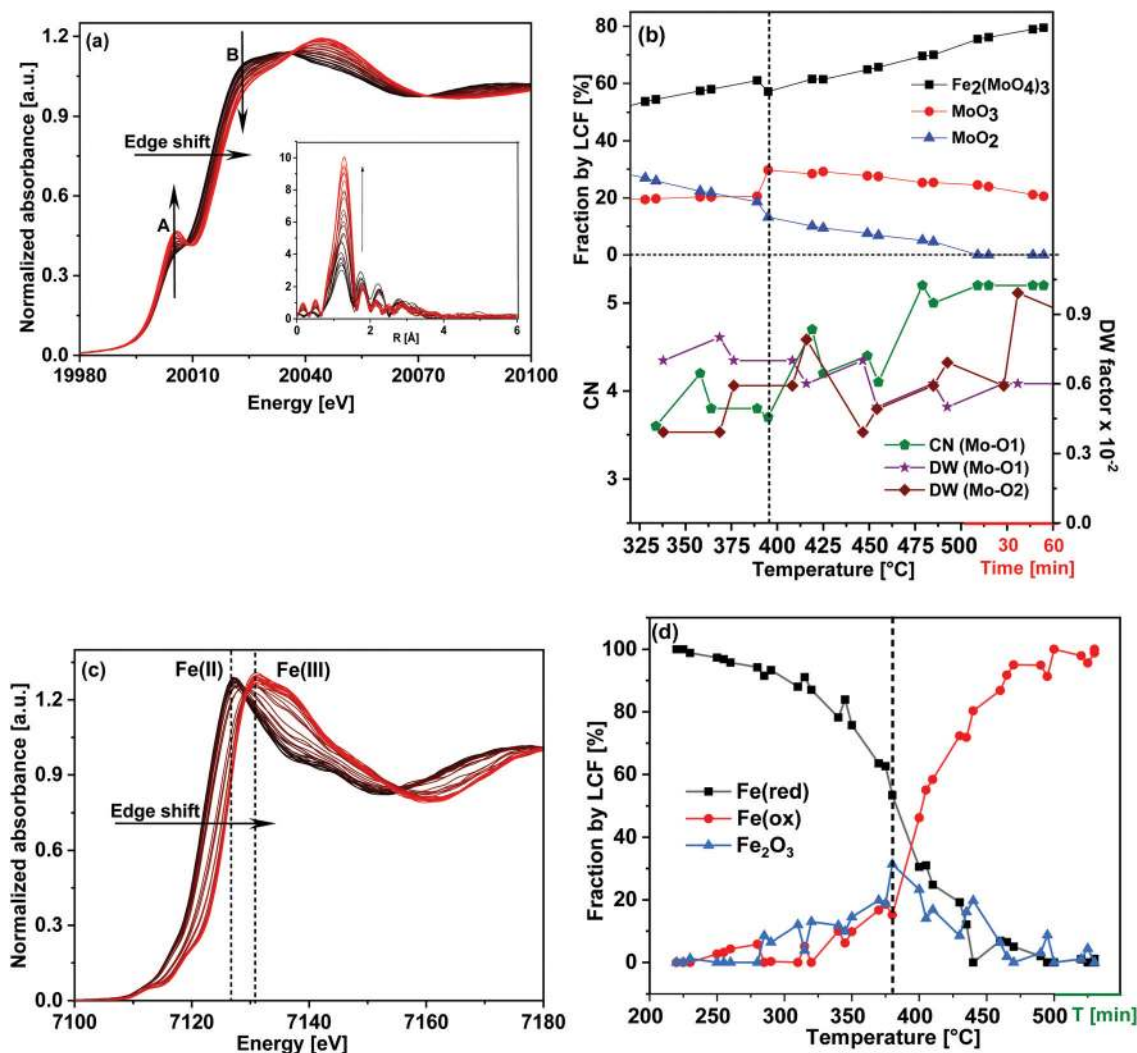 (a)
Normalized absorbance [a.u.]
1.2
0.9
0.6
0.3
0.0
B
Edge shift
A
10
8
6
4
2
0
0 2 4 6
R [Å]
19980 20010 20040 20070 20100
Energy [eV]
(b)
Fraction by LCF [%]
80
60
40
20
0
Fe2(MoO4)3
MoO3
MoO2
CN
5
4
3
DW factor x 10-2
0.9
0.6
0.3
0.0
CN (Mo-O1)
DW (Mo-O1)
DW (Mo-O2)
325 350 375 400 425 450 475 500 30 60
Temperature [°C] Time [min]
(c)
Fe(II) Fe(III)
Normalized absorbance [a.u.]
1.5
1.2
0.9
0.6
0.3
0.0
Edge shift
7100 7120 7140 7160 7180
Energy [eV]
(d)
Fraction by LCF [%]
100
80
60
40
20
0
Fe(red)
Fe(ox)
Fe2O3
200 250 300 350 400 450 500 T [min]
Temperature [°C]